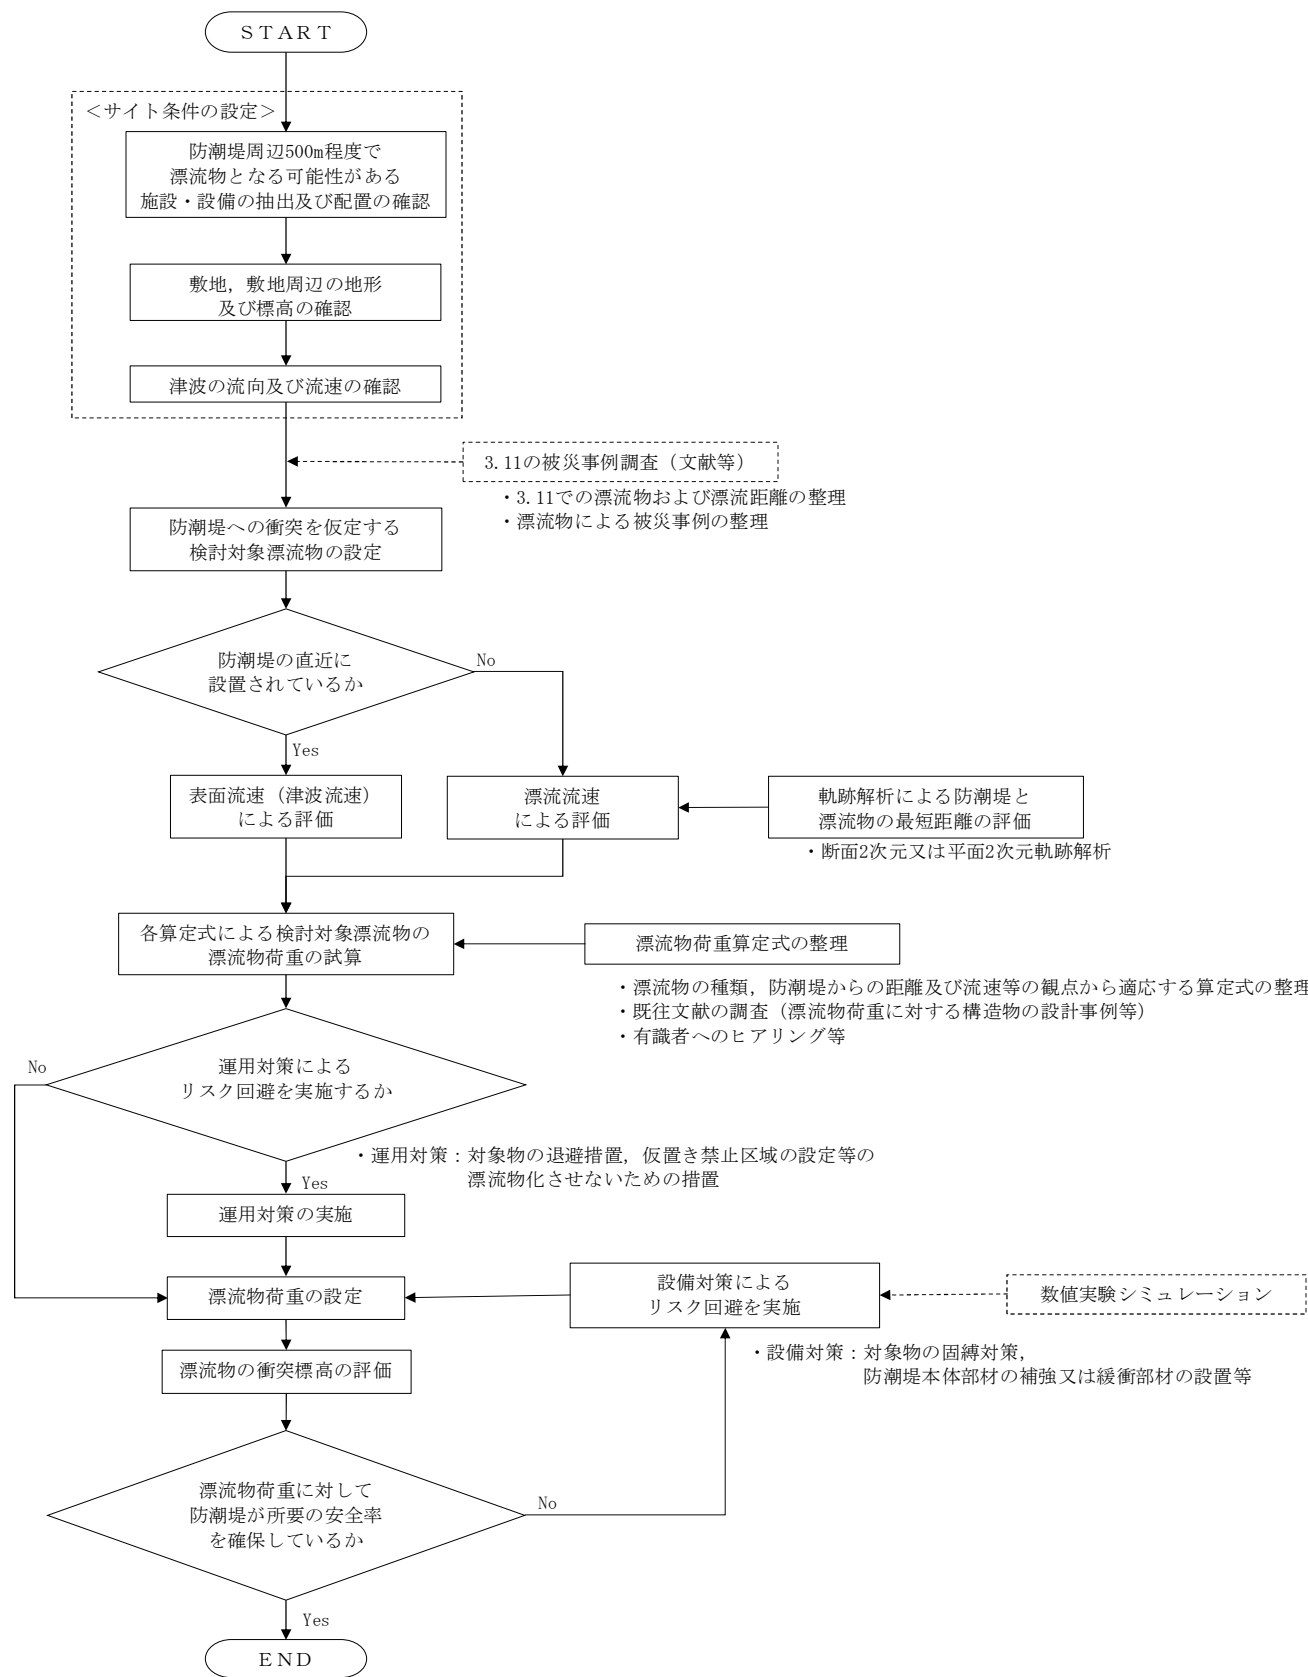 ＳＴＡＲＴ
＜サイト条件の設定＞
防潮堤周辺500m程度で
漂流物となる可能性がある
施設・設備の抽出及び配置の確認
敷地，敷地周辺の地形
及び標高の確認
津波の流向及び流速の確認
3.11の被災事例調査（文献等）
・3.11での漂流物および漂流距離の整理
・漂流物による被災事例の整理
防潮堤への衝突を仮定する
検討対象漂流物の設定
防潮堤の直近に
設置されているか
No
Yes
表面流速（津波流速）
による評価
漂流流速
による評価
軌跡解析による防潮堤と
漂流物の最短距離の評価
・断面2次元又は平面2次元軌跡解析
各算定式による検討対象漂流物の
漂流物荷重の試算
漂流物荷重算定式の整理
・漂流物の種類，防潮堤からの距離及び流速等の観点から適応する算定式の整理
・既往文献の調査（漂流物荷重に対する構造物の設計事例等）
・有識者へのヒアリング等
運用対策による
リスク回避を実施するか
No
・運用対策：対象物の退避措置，仮置き禁止区域の設定等の
漂流物化させないための措置
Yes
運用対策の実施
漂流物荷重の設定
設備対策による
リスク回避を実施
数値実験シミュレーション
・設備対策：対象物の固縛対策，
防潮堤本体部材の補強又は緩衝部材の設置等
漂流物の衝突標高の評価
漂流物荷重に対して
防潮堤が所要の安全率
を確保しているか
No
Yes
ＥＮＤ